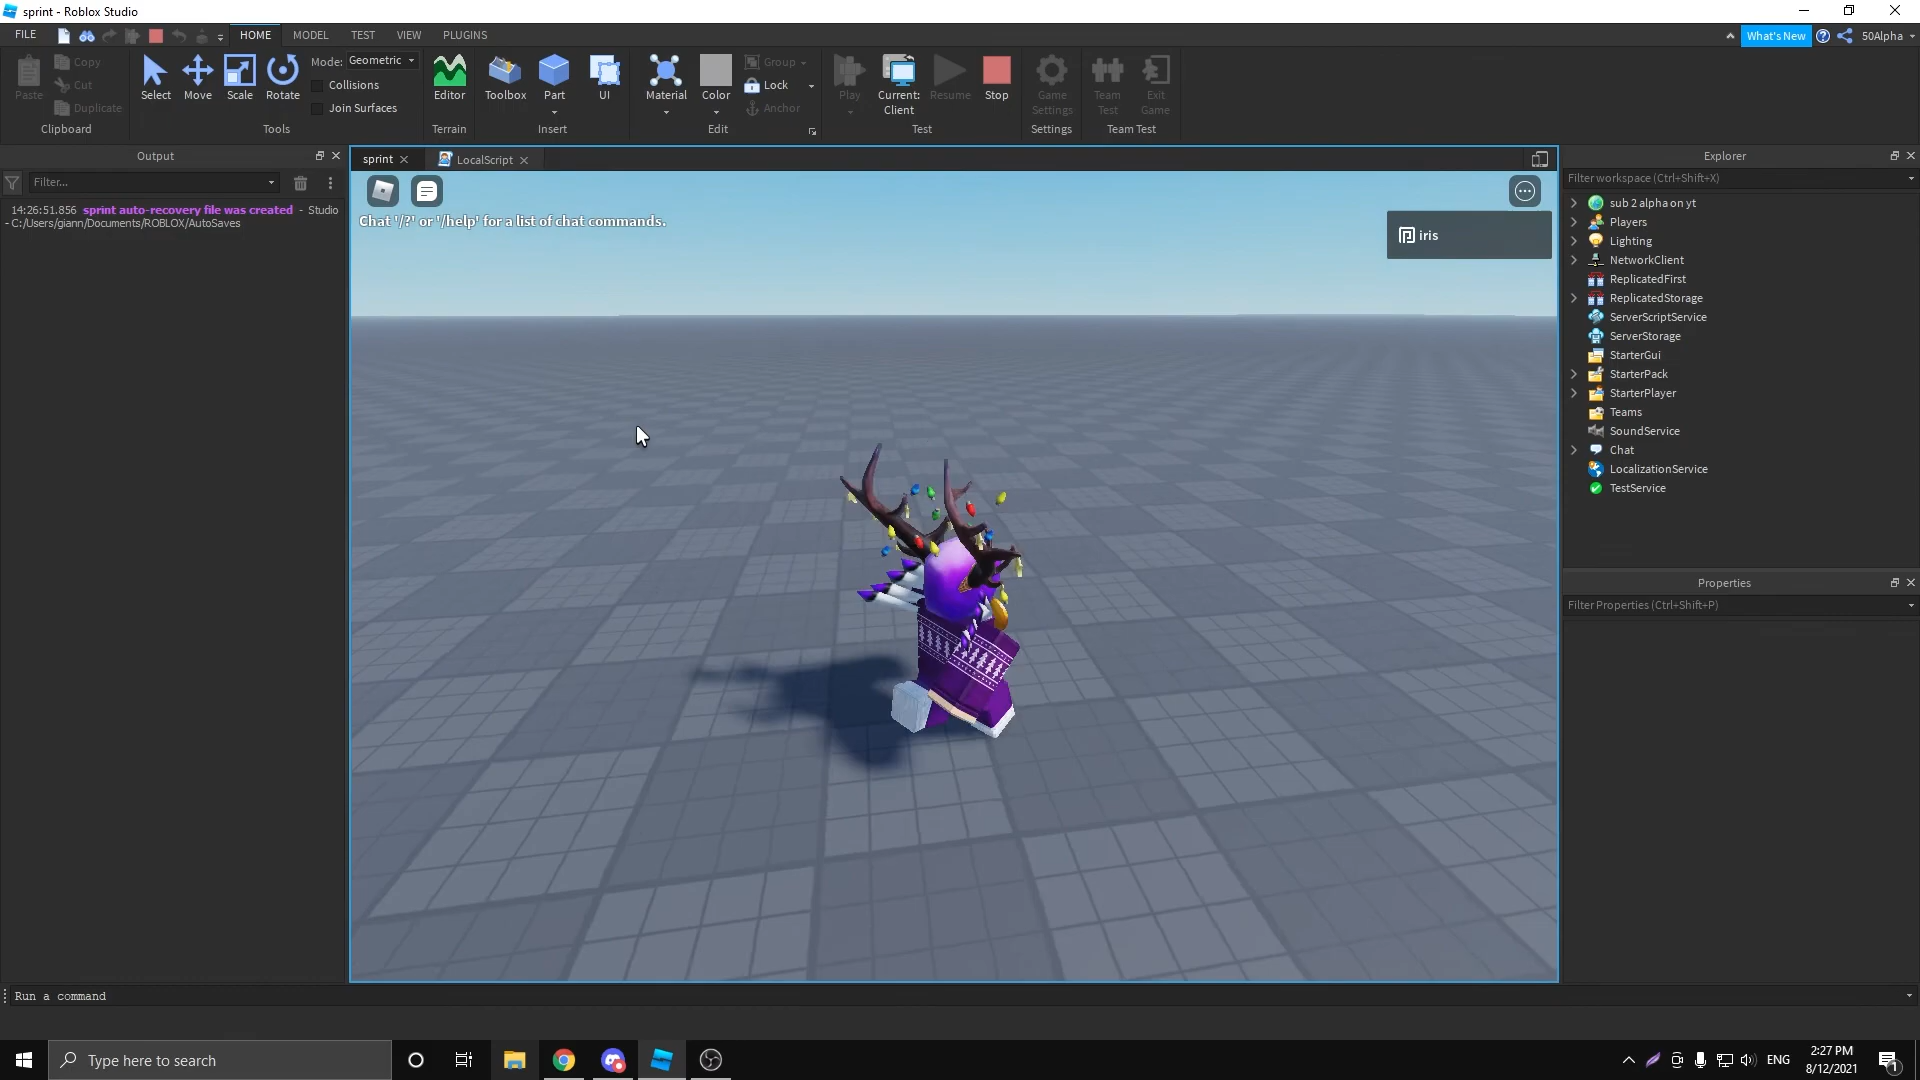 sprint - Roblox Studio
FILE
HOME
MODEL
TEST
VIEW
PLUGINS
What's New
50Alpha
Paste
Copy
Cut
Duplicate
Clipboard
Select
Move
Scale
Rotate
Mode: Geometric
Collisions
Join Surfaces
Tools
Editor
Terrain
Toolbox
Part
UI
Insert
Material
Color
Group
Lock
Anchor
Edit
Play
Current:
Client
Resume
Stop
Test
Game
Settings
Settings
Team
Test
Exit
Game
Team Test
Output
Filter...
14:26:51.856 sprint auto-recovery file was created - Studio
- C:/Users/giann/Documents/ROBLOX/AutoSaves
sprint
LocalScript
Chat '/?' or '/help' for a list of chat commands.
iris
Explorer
Filter workspace (Ctrl+Shift+X)
sub 2 alpha on yt
Players
Lighting
NetworkClient
ReplicatedFirst
ReplicatedStorage
ServerScriptService
ServerStorage
StarterGui
StarterPack
StarterPlayer
Teams
SoundService
Chat
LocalizationService
TestService
Properties
Filter Properties (Ctrl+Shift+P)
Run a command
Type here to search
ENG
2:27 PM
8/12/2021
1